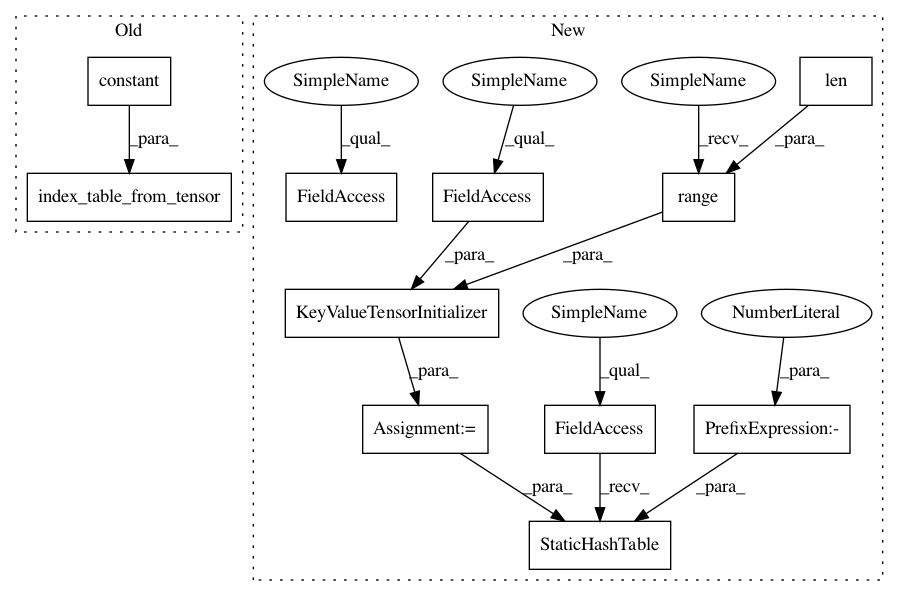 Old
New
constant
SimpleName
SimpleName
SimpleName
len
_para_
_qual_
_qual_
_recv_
_para_
index_table_from_tensor
FieldAccess
FieldAccess
range
_para_
_para_
KeyValueTensorInitializer
SimpleName
NumberLiteral
_para_
_qual_
_para_
Assignment:=
FieldAccess
PrefixExpression:-
_para_
_recv_
_para_
StaticHashTable